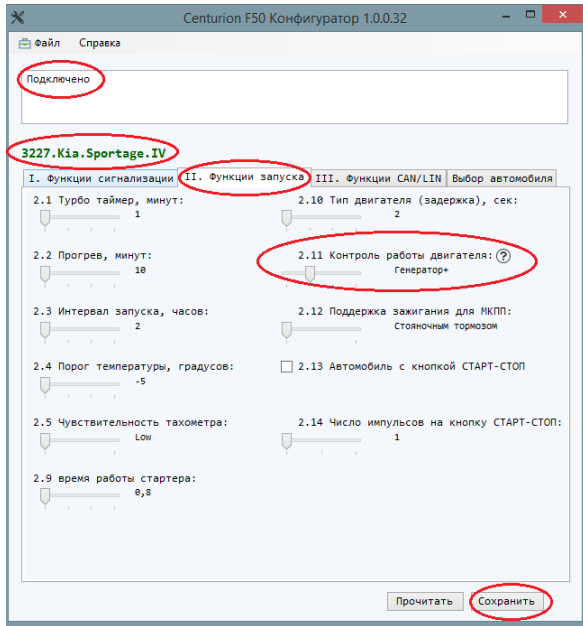 Centurion F50 Конфигуратор 1.0.0.32
Файл Справка
Подключено
3227.Kia.Sportage.IV
I. Функции сигнализации II. Функции запуска III. Функции CAN/LIN Выбор автомобиля
2.1 Турбо таймер, минут:
1
2.10 Тип двигателя (задержка), сек:
2
2.2 Прогрев, минут:
10
2.11 Контроль работы двигателя: ?
Генератор+
2.3 Интервал запуска, часов:
2
2.12 Поддержка зажигания для МКПП:
Стояночным тормозом
2.4 Порог температуры, градусов:
-5
2.13 Автомобиль с кнопкой СТАРТ-СТОП
2.5 Чувствительность тахометра:
Low
2.14 Число импульсов на кнопку СТАРТ-СТОП:
1
2.9 время работы стартера:
0,8
Прочитать Сохранить